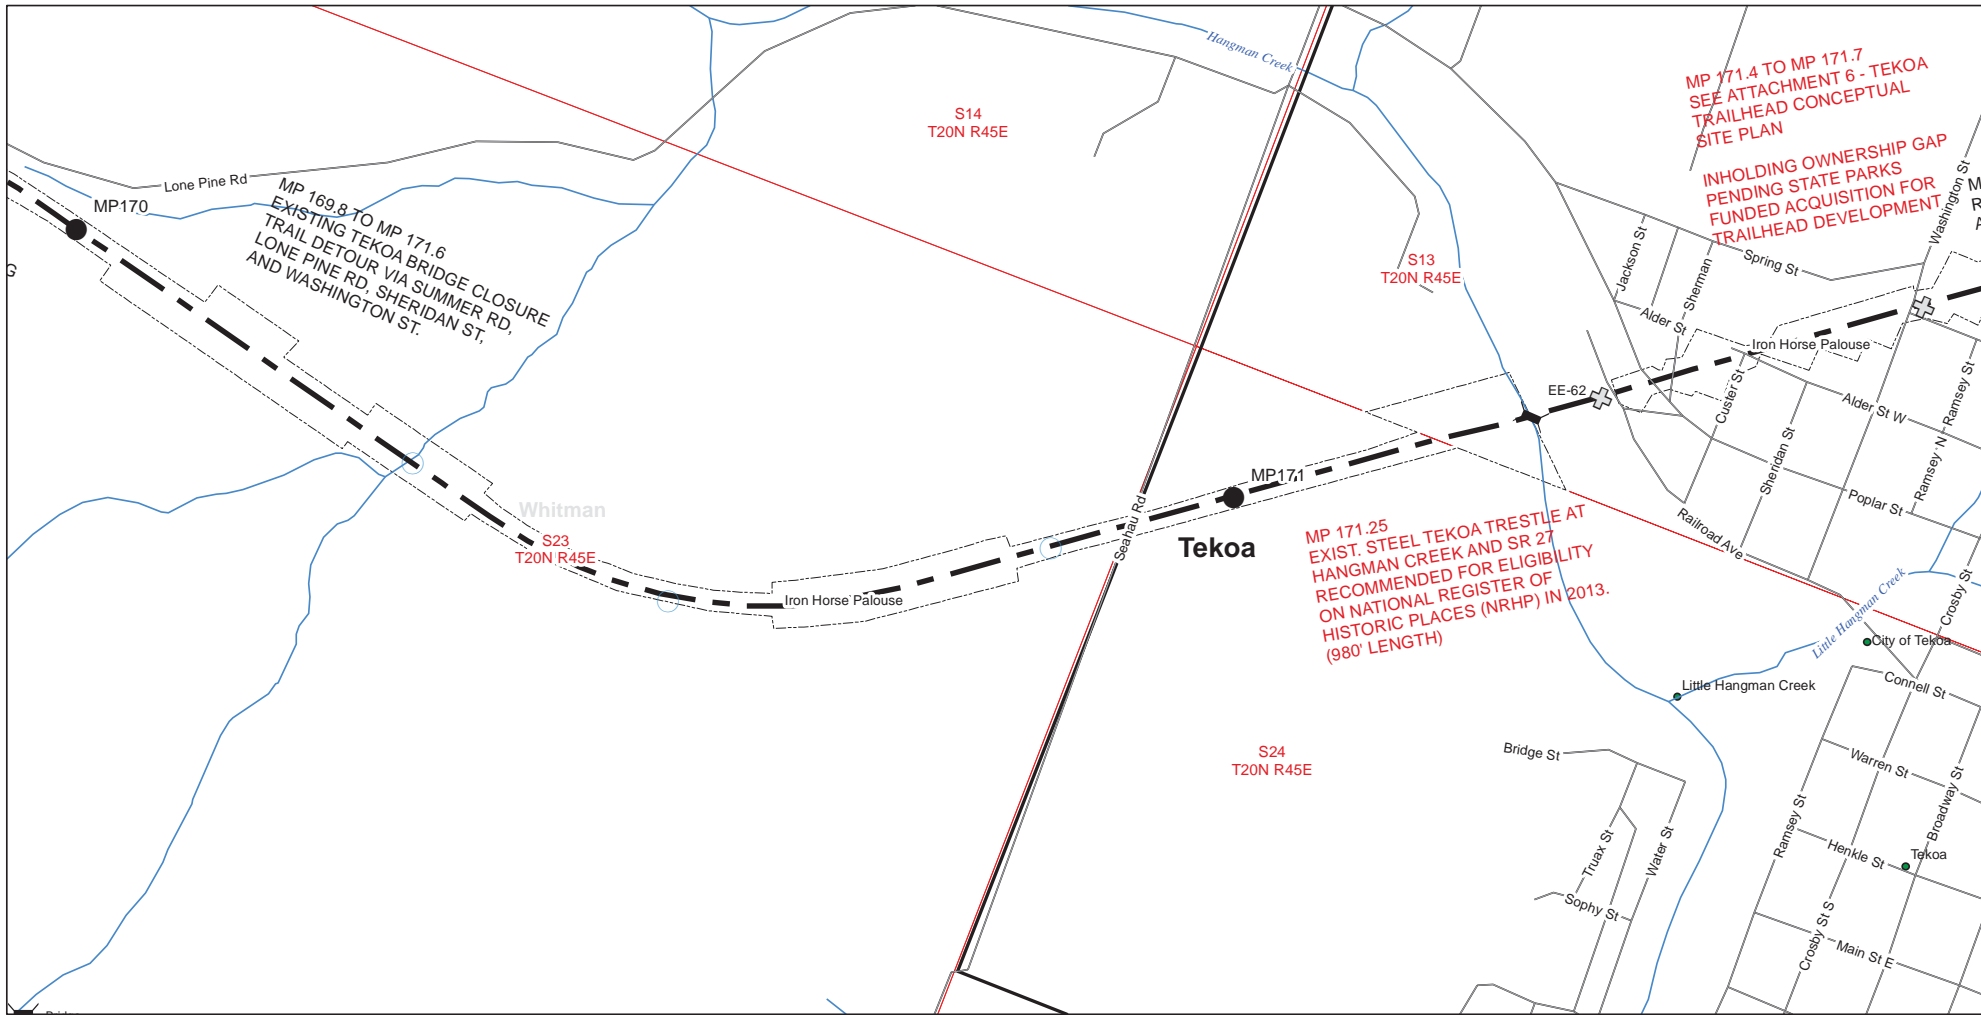 Hangman Creek
S14
T20N R45E
MP 171.4 TO MP 171.7
SEE ATTACHMENT 6 - TEKOA
TRAILHEAD CONCEPTUAL
SITE PLAN
INHOLDING OWNERSHIP GAP
PENDING STATE PARKS
FUNDED ACQUISITION FOR
TRAILHEAD DEVELOPMENT
Washington St
Lone Pine Rd
MP170
MP 169.8 TO MP 171.6
EXISTING TEKOA BRIDGE CLOSURE
TRAIL DETOUR VIA SUMMER RD,
LONE PINE RD, SHERIDAN ST,
AND WASHINGTON ST.
S13
T20N R45E
Jackson St
Sherman
Spring St
Alder St
Iron Horse Palouse
EE-62
Custer St
Alder St W
Ramsey St
Ramsey N
Sheridan St
Poplar St
Railroad Ave
MP171
Tekoa
Seahau Rd
Whitman
S23
T20N R45E
Iron Horse Palouse
MP 171.25
EXIST. STEEL TEKOA TRESTLE AT
HANGMAN CREEK AND SR 27
RECOMMENDED FOR ELIGIBILITY
ON NATIONAL REGISTER OF
HISTORIC PLACES (NRHP) IN 2013.
(980' LENGTH)
Little Hangman Creek
Crosby St
City of Tekoa
Little Hangman Creek
Connell St
S24
T20N R45E
Bridge St
Warren St
Broadway St
Ramsey St
Henkle St
Tekoa
Truax St
Water St
Sophy St
Crosby St S
Main St E